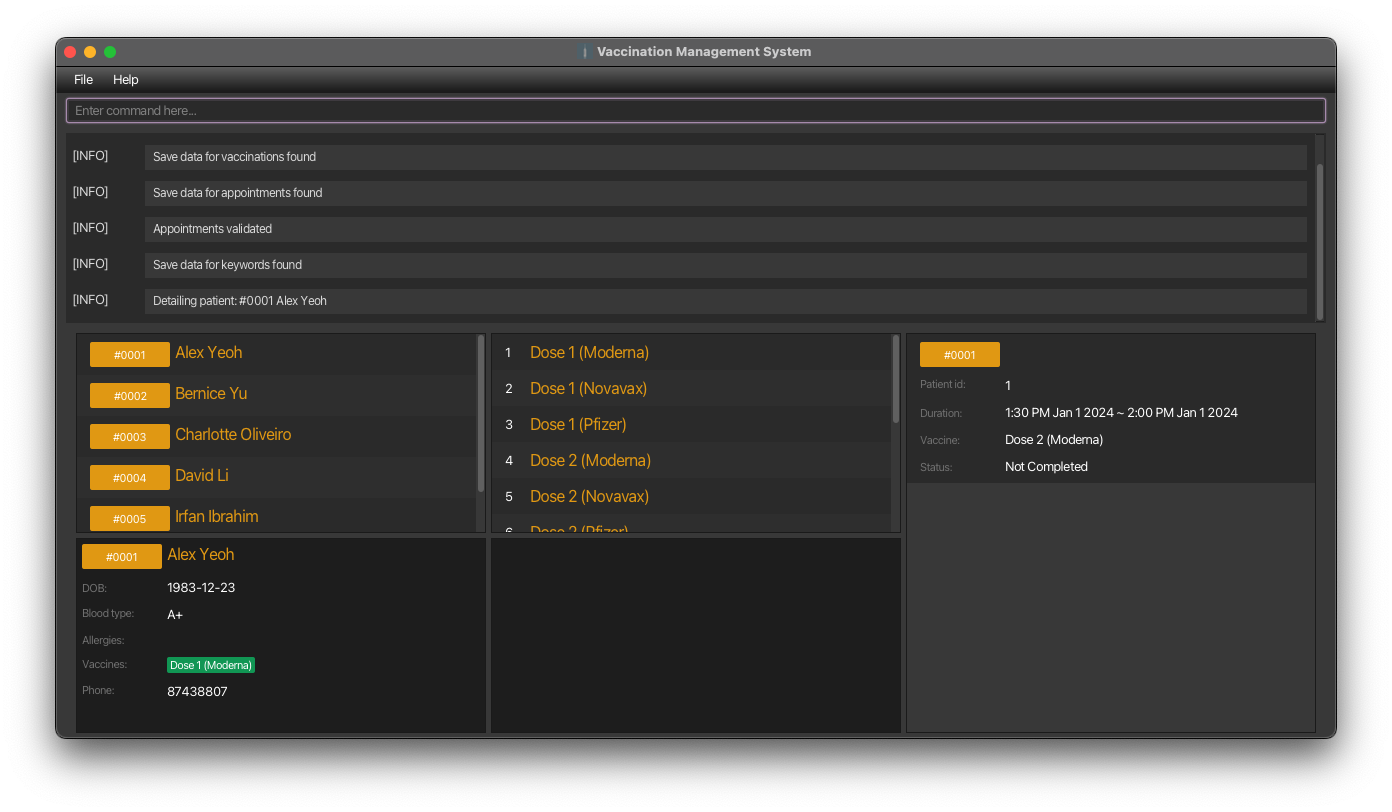 Vaccination Management System
File Help
Enter command here...
[INFO] Save data for vaccinations found
[INFO] Save data for appointments found
[INFO] Appointments validated
[INFO] Save data for keywords found
[INFO] Detailing patient: #0001 Alex Yeoh
#0001 Alex Yeoh
#0002 Bernice Yu
#0003 Charlotte Oliveiro
#0004 David Li
#0005 Irfan Ibrahim
1 Dose 1 (Moderna)
2 Dose 1 (Novavax)
3 Dose 1 (Pfizer)
4 Dose 2 (Moderna)
5 Dose 2 (Novavax)
6 Dose 2 (Pfizer)
#0001
Patient id: 1
Duration: 1:30 PM Jan 1 2024 ~ 2:00 PM Jan 1 2024
Vaccine: Dose 2 (Moderna)
Status: Not Completed
#0001 Alex Yeoh
DOB: 1983-12-23
Blood type: A+
Allergies:
Vaccines: Dose 1 (Moderna)
Phone: 87438807